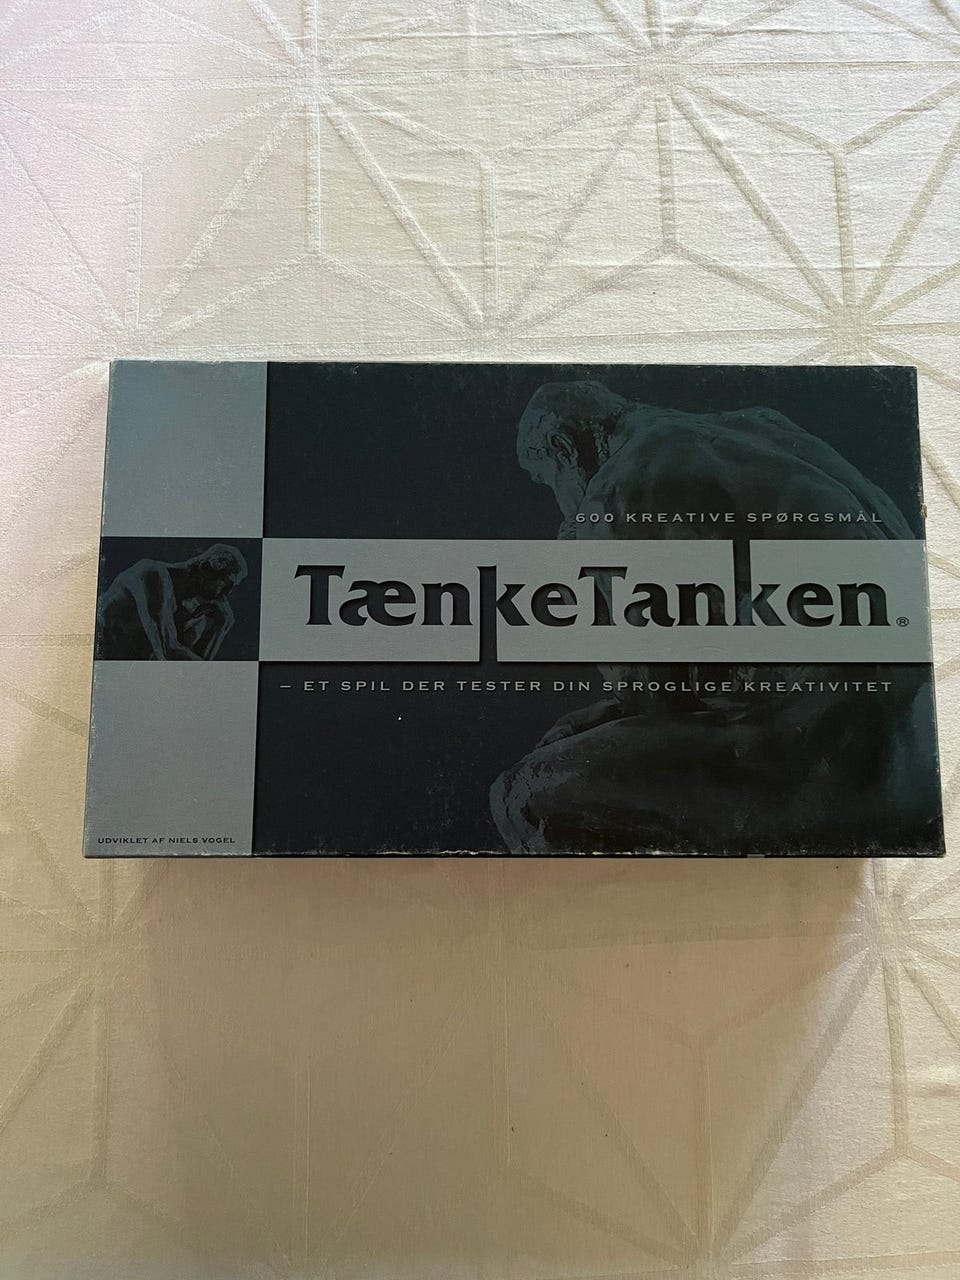 600 KREATIVE SPØRGSMÅL
TænkeTanken®
– ET SPIL DER TESTER DIN SPROGLIGE KREATIVITET
UDVIKLET AF NIELS VOGEL